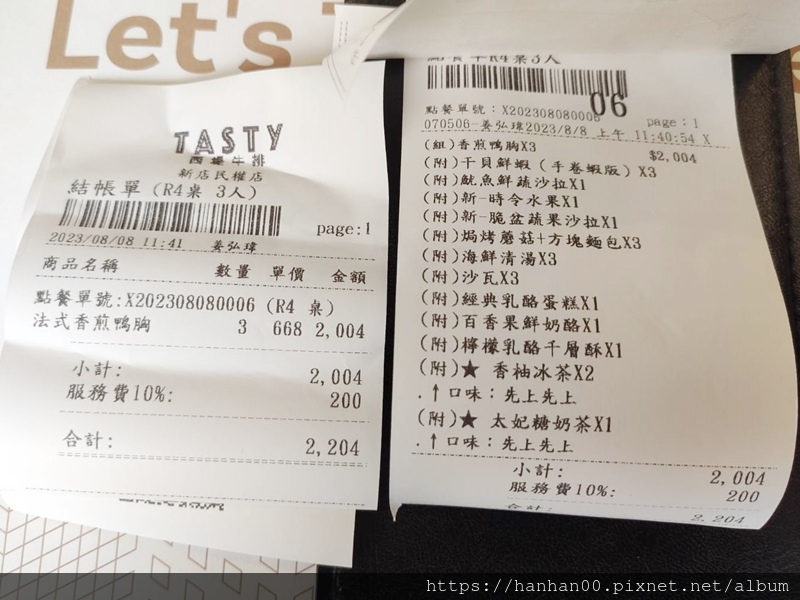 Let's
TASTY
西堤牛排
新店民權店
結帳單 (R4桌 3人)
page:1
2023/08/08 11:41 姜弘瑋
商品名稱 數量 單價 金額
點餐單號:X202308080006 (R4 桌)
法式香煎鴨胸 3 668 2,004
小計: 2,004
服務費10%: 200
合計: 2,204
點餐單R4桌3人
點餐單號：X202308080006
06
page：1
070506-姜弘瑋2023/8/8 上午 11:40:54 X
(組)香煎鴨胸X3 $2,004
(附)干貝鮮蝦 (手卷蝦版) X3
(附)魷魚鮮蔬沙拉X1
(附)新-時令水果X1
(附)新-脆盆蔬果沙拉X1
(附)焗烤蘑菇+方塊麵包X3
(附)海鮮清湯X3
(附)沙瓦X3
(附)經典乳酪蛋糕X1
(附)百香果鮮奶酪X1
(附)檸檬乳酪千層酥X1
(附)★ 香柚冰茶X2
.↑口味：先上先上
(附)★ 太妃糖奶茶X1
.↑口味：先上先上
小計: 2,004
服務費10%: 200
合計: 2,204
https://hanhan00.pixnet.net/album